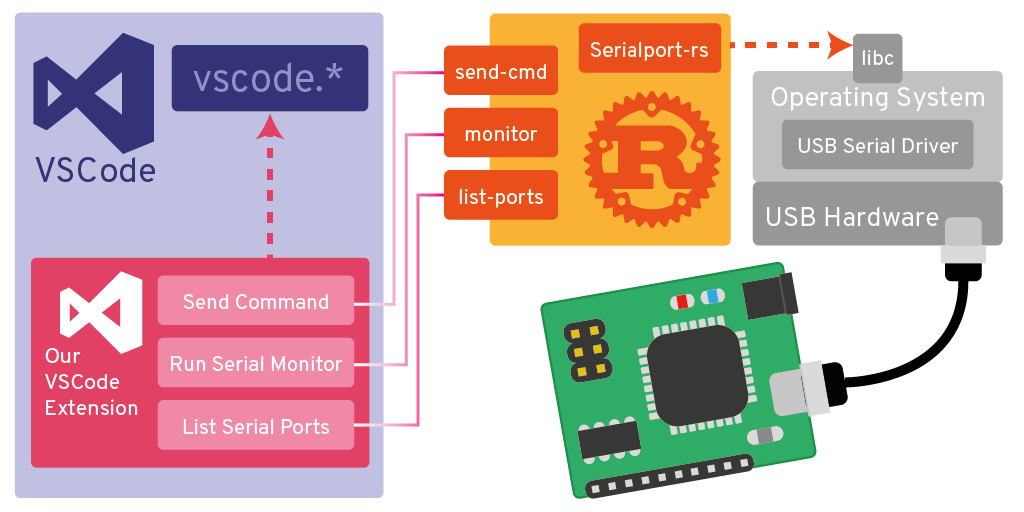 vscode.*
VSCode
Our
VSCode
Extension
Send Command
Run Serial Monitor
List Serial Ports
send-cmd
monitor
list-ports
Serialport-rs
R
libc
Operating System
USB Serial Driver
USB Hardware